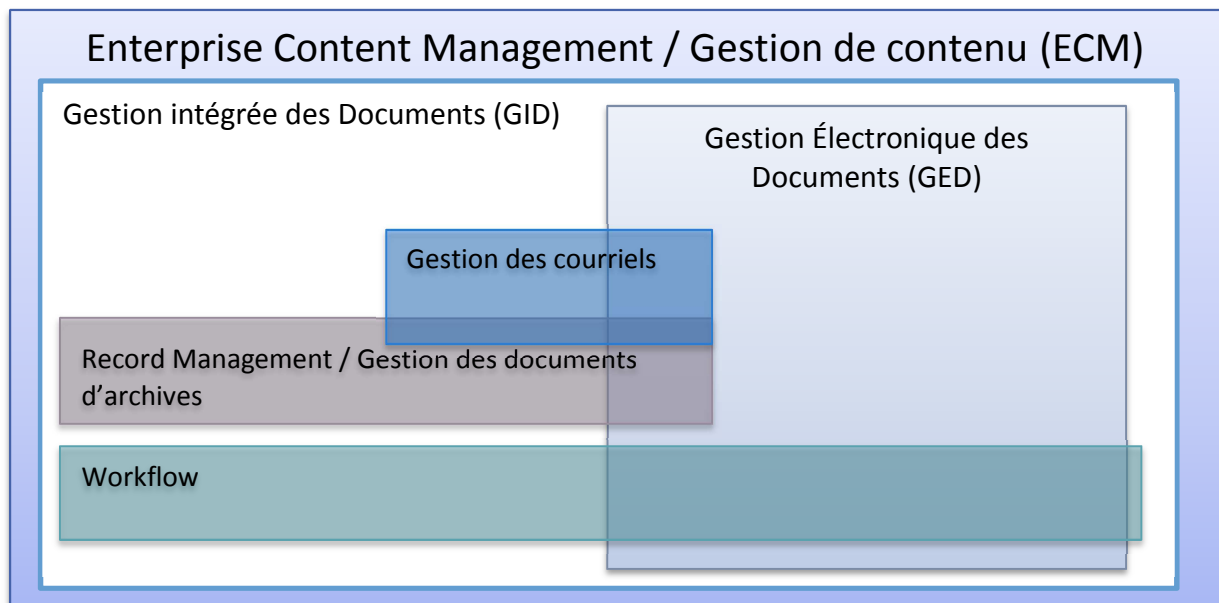 Enterprise Content Management / Gestion de contenu (ECM)
Gestion intégrée des Documents (GID)
Gestion Électronique des
Documents (GED)
Gestion des courriels
Record Management / Gestion des documents
d’archives
Workflow